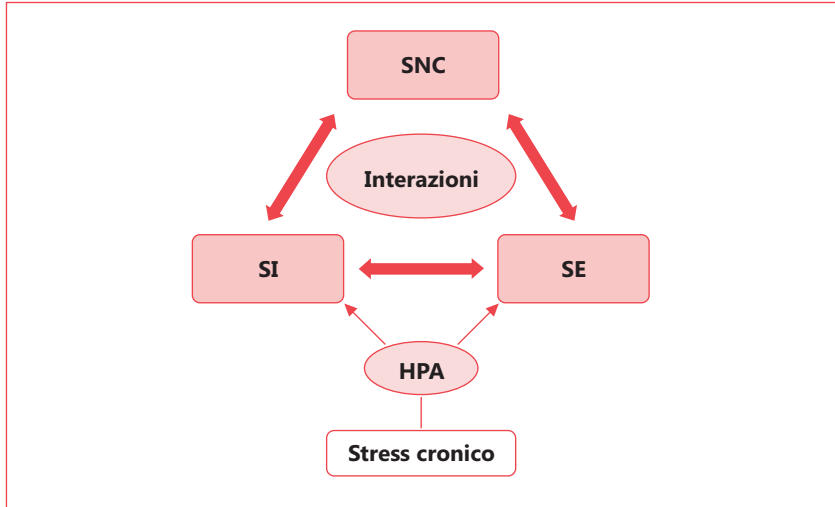 SNC
Interazioni
SI
SE
HPA
Stress cronico